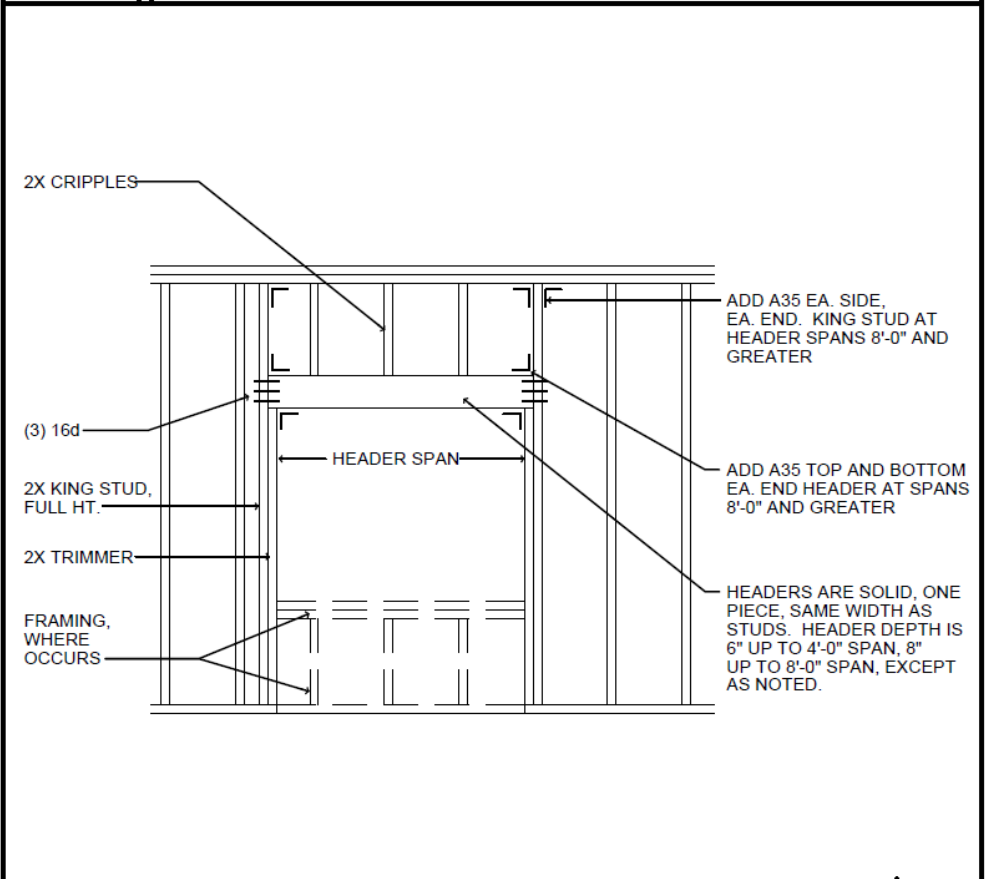 2X CRIPPLES
(3) 16d
2X KING STUD,
FULL HT.
2X TRIMMER
FRAMING,
WHERE
OCCURS
HEADER SPAN
ADD A35 EA. SIDE,
EA. END. KING STUD AT
HEADER SPANS 8'-0" AND
GREATER
ADD A35 TOP AND BOTTOM
EA. END HEADER AT SPANS
8'-0" AND GREATER
HEADERS ARE SOLID, ONE
PIECE, SAME WIDTH AS
STUDS. HEADER DEPTH IS
6" UP TO 4'-0" SPAN, 8"
UP TO 8'-0" SPAN, EXCEPT
AS NOTED.